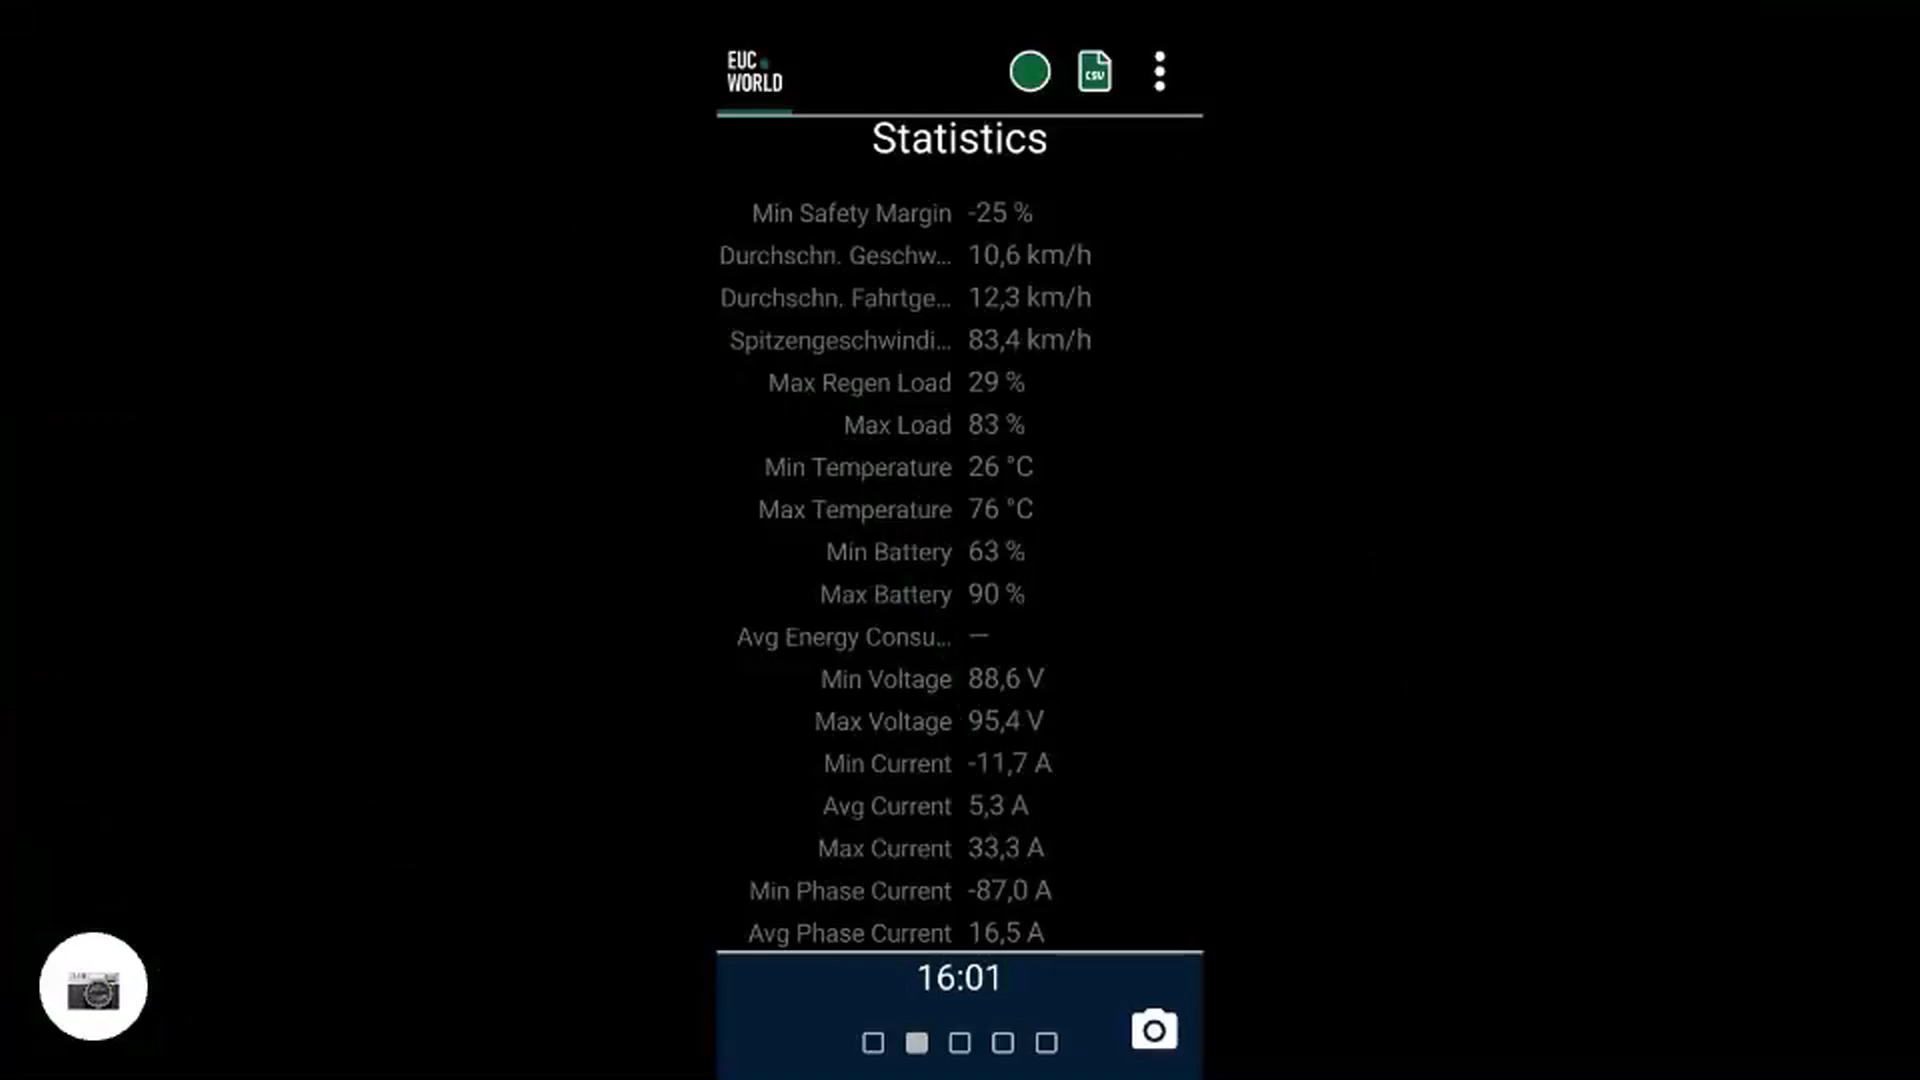 EUC
WORLD
CSV
Statistics
Min Safety Margin -25 %
Durchschn. Geschw... 10,6 km/h
Durchschn. Fahrtge... 12,3 km/h
Spitzengeschwindi... 83,4 km/h
Max Regen Load 29 %
Max Load 83 %
Min Temperature 26 °C
Max Temperature 76 °C
Min Battery 63 %
Max Battery 90 %
Avg Energy Consu... —
Min Voltage 88,6 V
Max Voltage 95,4 V
Min Current -11,7 A
Avg Current 5,3 A
Max Current 33,3 A
Min Phase Current -87,0 A
Avg Phase Current 16,5 A
16:01